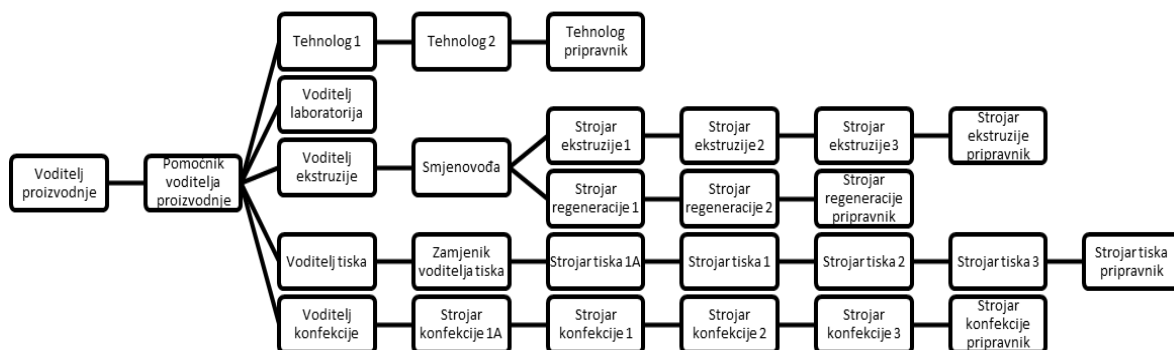 Voditelj
proizvodnje
Pomoćnik
voditelja
proizvodnje
Tehnolog 1
Tehnolog 2
Tehnolog
pripravnik
Voditelj
laboratorija
Voditelj
ekstruzije
Smjenovođa
Strojar
ekstruzije 1
Strojar
ekstruzije 2
Strojar
ekstruzije 3
Strojar
ekstruzije
pripravnik
Strojar
regeneracije 1
Strojar
regeneracije 2
Strojar
regeneracije
pripravnik
Voditelj tiska
Zamjenik
voditelja tiska
Strojar tiska 1A
Strojar tiska 1
Strojar tiska 2
Strojar tiska 3
Strojar tiska
pripravnik
Voditelj
konfekcije
Strojar
konfekcije 1A
Strojar
konfekcije 1
Strojar
konfekcije 2
Strojar
konfekcije 3
Strojar
konfekcije
pripravnik